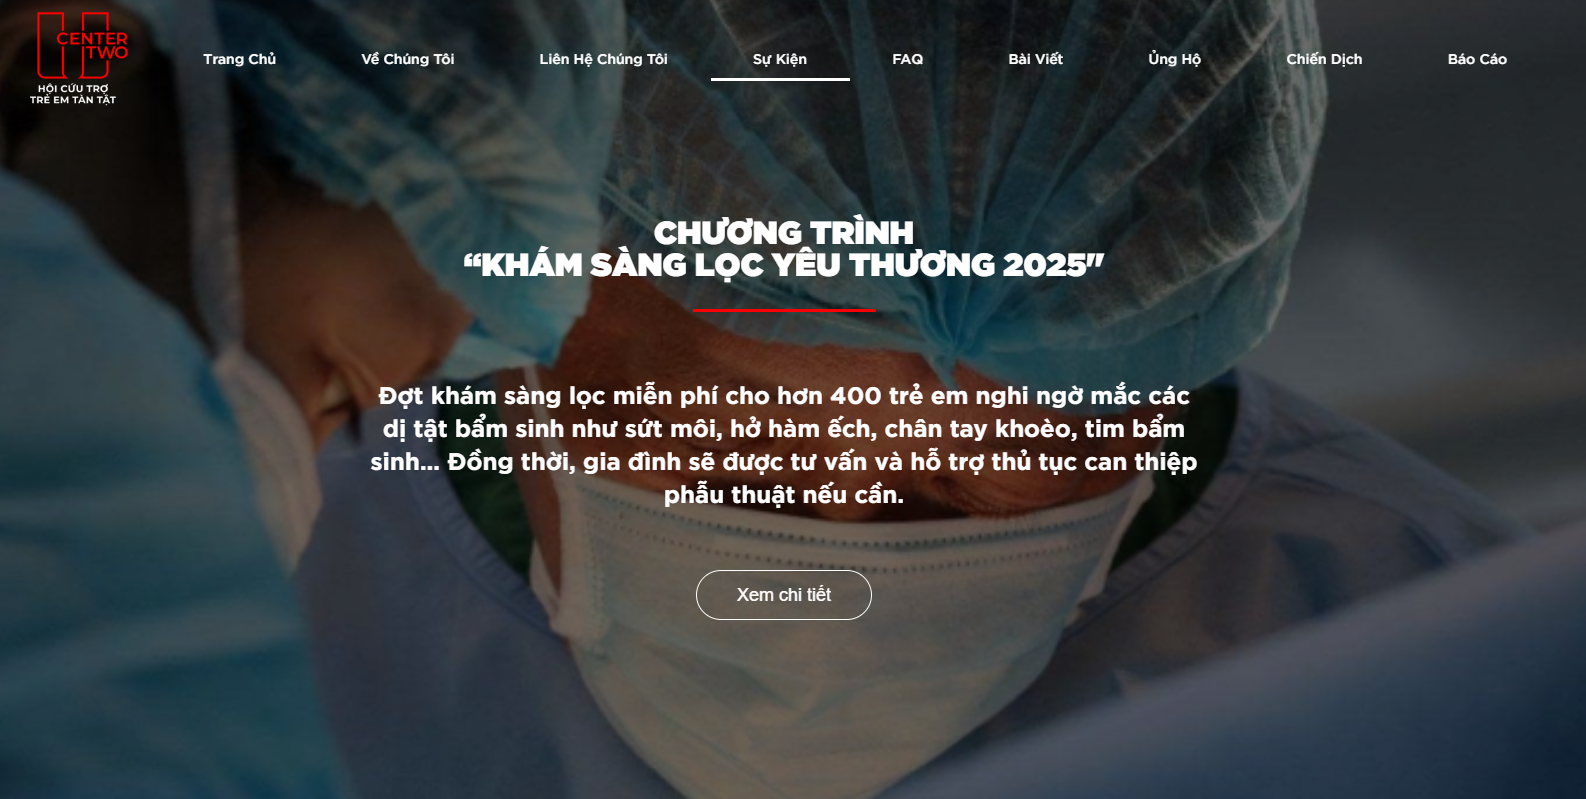 CENTER
TWO
HỘI CỨU TRỢ
TRẺ EM TÀN TẬT
Trang Chủ
Về Chúng Tôi
Liên Hệ Chúng Tôi
Sự Kiện
FAQ
Bài Viết
Ủng Hộ
Chiến Dịch
Báo Cáo
CHƯƠNG TRÌNH
“KHÁM SÀNG LỌC YÊU THƯƠNG 2025"
Đợt khám sàng lọc miễn phí cho hơn 400 trẻ em nghi ngờ mắc các
dị tật bẩm sinh như sứt môi, hở hàm ếch, chân tay khoèo, tim bẩm
sinh... Đồng thời, gia đình sẽ được tư vấn và hỗ trợ thủ tục can thiệp
phẫu thuật nếu cần.
Xem chi tiết